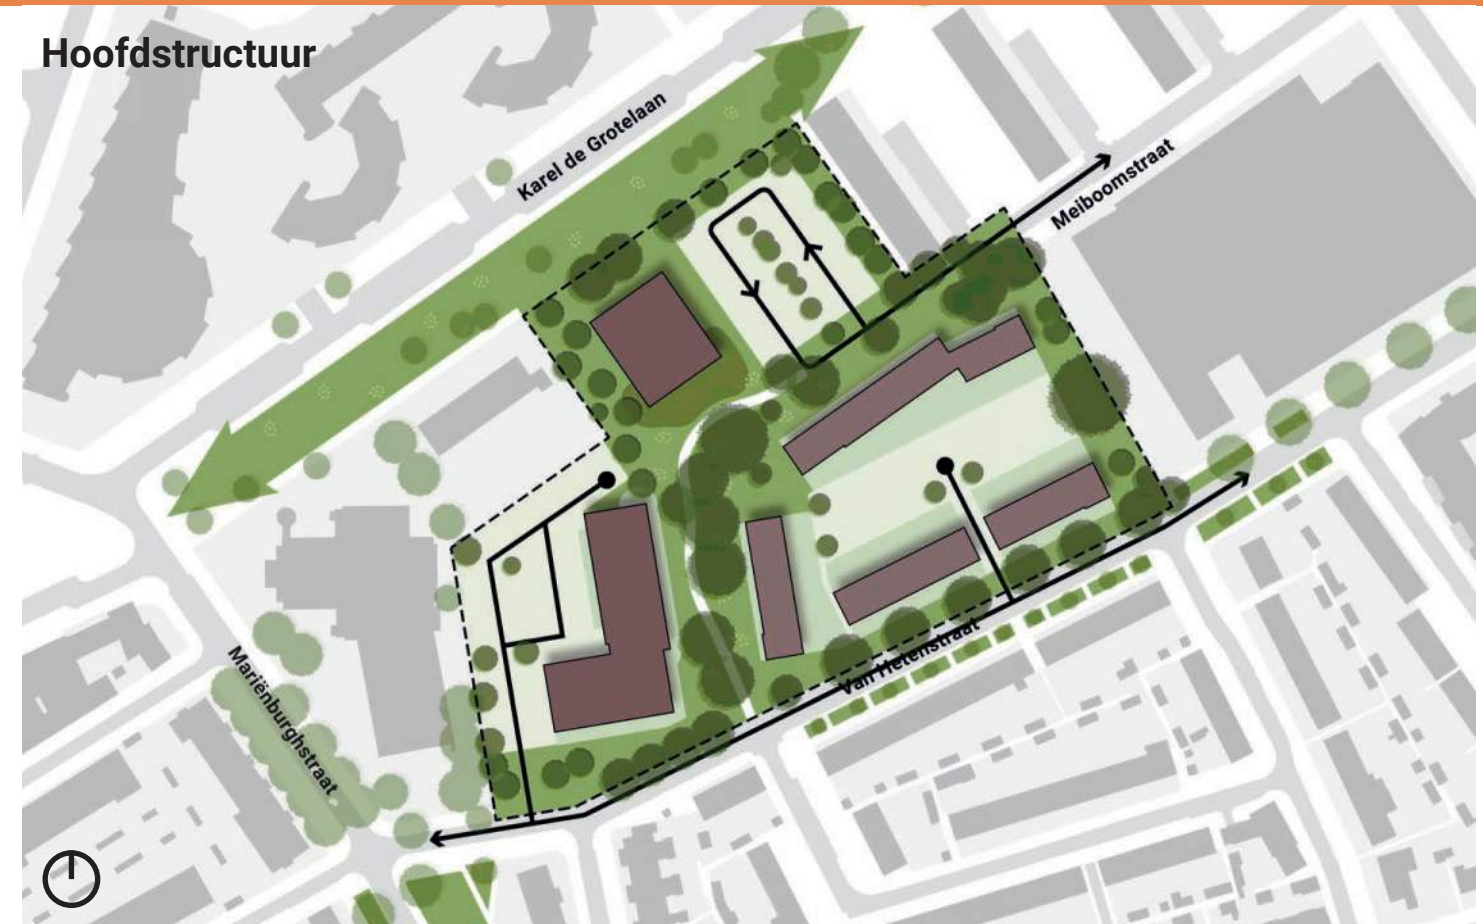 Hoofdstructuur
Karel de Grotelaan
Meiboomstraat
Van Hetenstraat
Mariënburghstraat